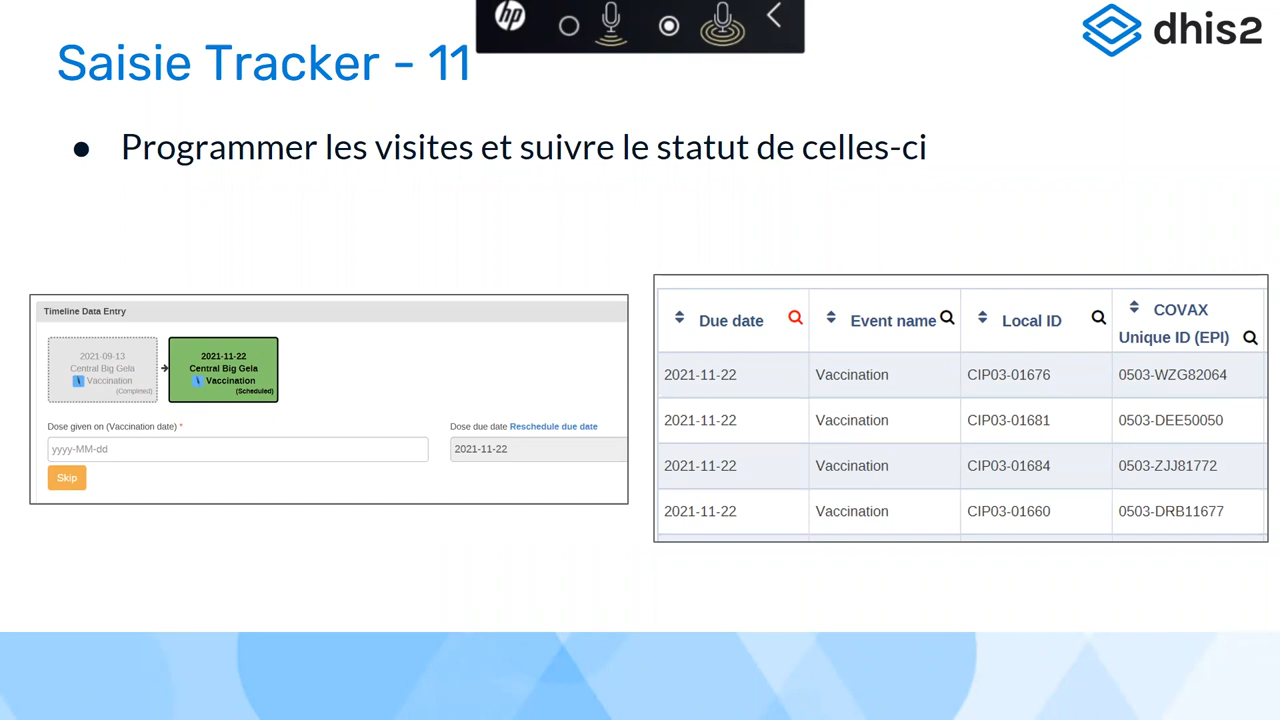 hp
dhis2
Saisie Tracker - 11
● Programmer les visites et suivre le statut de celles-ci
Timeline Data Entry
2021-09-13
Central Big Gela
Vaccination
(Completed)
2021-11-22
Central Big Gela
Vaccination
(Scheduled)
Dose given on (Vaccination date) *
yyyy-MM-dd
Skip
Dose due date Reschedule due date
2021-11-22
Due date Event name Local ID COVAX Unique ID (EPI)
2021-11-22 Vaccination CIP03-01676 0503-WZG82064
2021-11-22 Vaccination CIP03-01681 0503-DEE50050
2021-11-22 Vaccination CIP03-01684 0503-ZJJ81772
2021-11-22 Vaccination CIP03-01660 0503-DRB11677